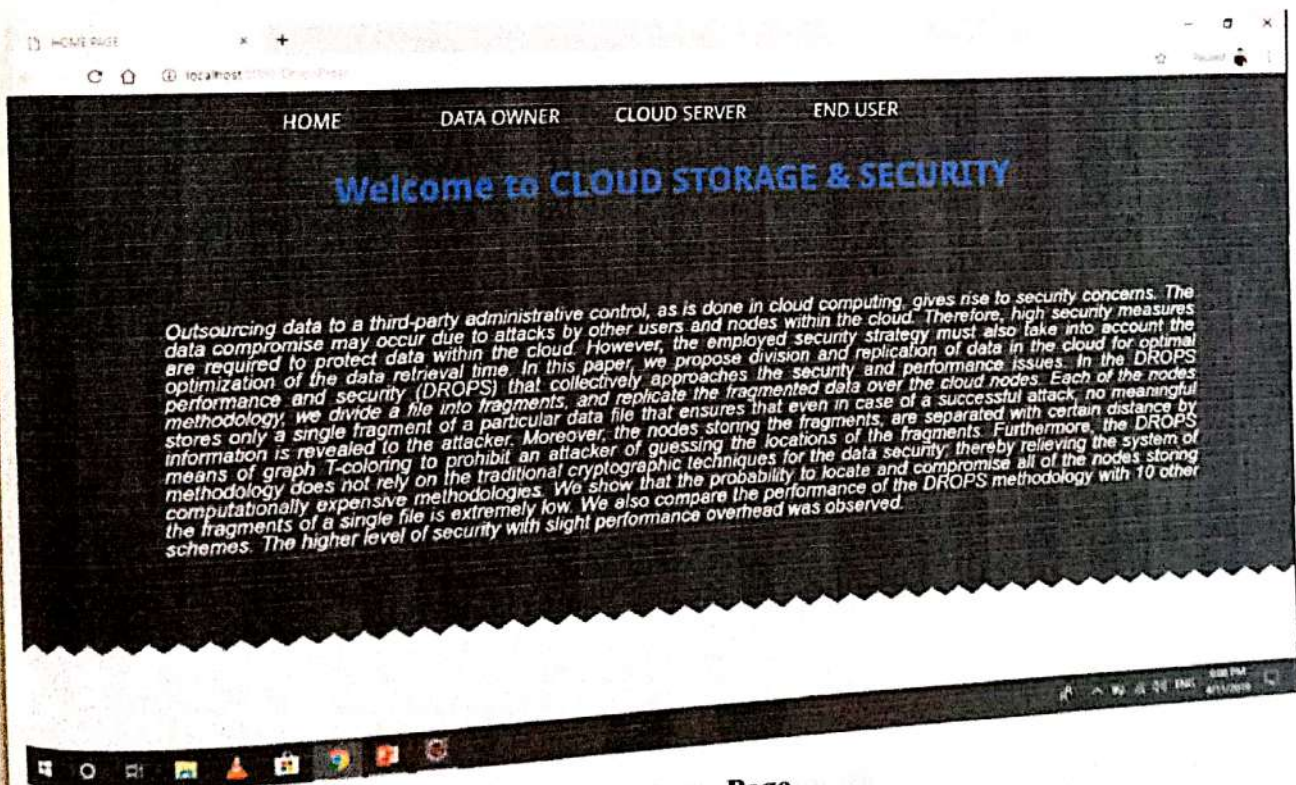 HOME PAGE
localhost
Paused
HOME DATA OWNER CLOUD SERVER END USER
Welcome to CLOUD STORAGE & SECURITY
Outsourcing data to a third-party administrative control, as is done in cloud computing, gives rise to security concerns. The
data compromise may occur due to attacks by other users and nodes within the cloud. Therefore, high security measures
are required to protect data within the cloud. However, the employed security strategy must also take into account the
optimization of the data retrieval time. In this paper, we propose division and replication of data in the cloud for optimal
performance and security (DROPS) that collectively approaches the security and performance issues. In the DROPS
methodology, we divide a file into fragments, and replicate the fragmented data over the cloud nodes. Each of the nodes
stores only a single fragment of a particular data file that ensures that even in case of a successful attack, no meaningful
information is revealed to the attacker. Moreover, the nodes storing the fragments, are separated with certain distance by
means of graph T-coloring to prohibit an attacker of guessing the locations of the fragments. Furthermore, the DROPS
methodology does not rely on the traditional cryptographic techniques for the data security; thereby relieving the system of
computationally expensive methodologies. We show that the probability to locate and compromise all of the nodes storing
the fragments of a single file is extremely low. We also compare the performance of the DROPS methodology with 10 other
schemes. The higher level of security with slight performance overhead was observed.
ENG
Page